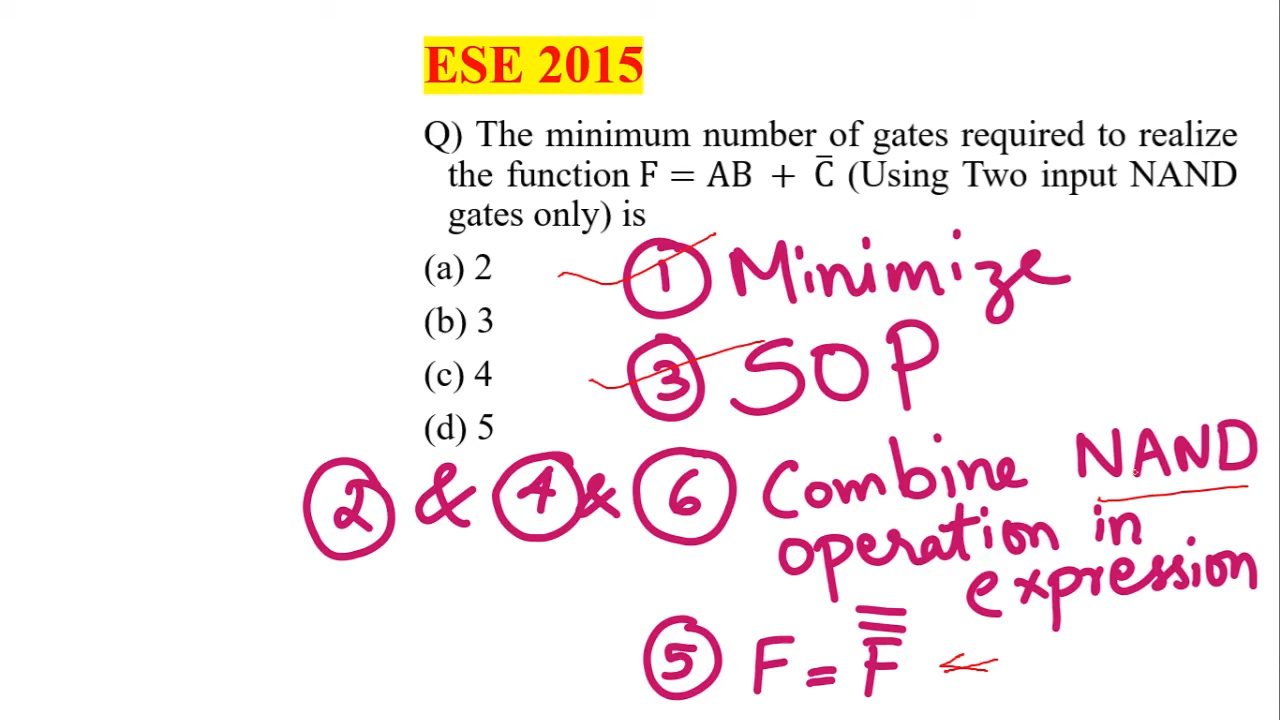 ESE 2015
Q) The minimum number of gates required to realize
the function F = AB + C̄ (Using Two input NAND
gates only) is
(a) 2
(b) 3
(c) 4
(d) 5
① Minimize
③ SOP
② & ④ & ⑥ Combine NAND
operation in
expression
⑤ F = F̿